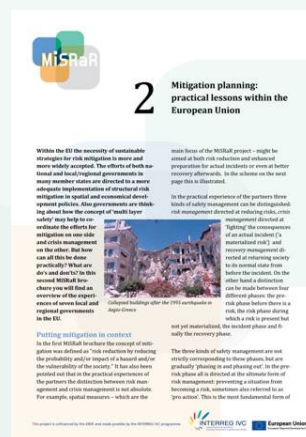 MiSRaR
2
Mitigation planning:
practical lessons within the
European Union
Within the EU the necessity of sustainable
strategies for risk mitigation is more and
more widely accepted. The efforts of both na-
tional and local/regional governments in
many member states are directed to a more
adequate implementation of structural risk
mitigation in spatial and economical devel-
opment policies. Also governments are think-
ing about how the concept of 'multi layer
safety' may help to co-
ordinate the efforts for
mitigation on one side
and crisis management
on the other. But how
can all this be done
practically? What are
do's and don'ts? In this
second MiSRaR bro-
chure you will find an
overview of the experi-
ences of seven local and
regional governments
in the EU.
Putting mitigation in context
In the first MiSRaR brochure the concept of miti-
gation was defined as "risk reduction by reducing
the probability and/or impact of a hazard and/or
the vulnerability of the society." It has also been
pointed out that in the practical experiences of
the partners the distinction between risk man-
agement and crisis management is not absolute.
For example, spatial measures – which are the
main focus of the MiSRaR project – might be
aimed at both risk reduction and enhanced
preparation for actual incidents or even at better
recovery afterwards. In the scheme on the next
page this is illustrated.
In the practical experience of the partners three
kinds of safety management can be distinguished:
risk management directed at reducing risks, crisis
management directed at
'fighting' the consequences
of an actual incident ('a
materialized risk') and
recovery management di-
rected at returning society
to its normal state from
before the incident. On the
other hand a distinction
can be made between four
different phases: the pre-
risk phase before there is a
risk, the risk phase during
which a risk is present but
not yet materialized, the incident phase and fi-
nally the recovery phase.
Collapsed buildings after the 1995 earthquake in
Aegio Greece
The three kinds of safety management are not
strictly corresponding to these phases, but are
gradually 'phasing in and phasing out'. In the pre-
risk phase all is directed at the ultimate form of
risk management: preventing a situation from
becoming a risk, sometimes also referred to as
'pro action'. This is the most fundamental form of
This project is cofinanced by the ERDF and made possible by the INTERREG IVC programme
INTERREG IVC
European Union